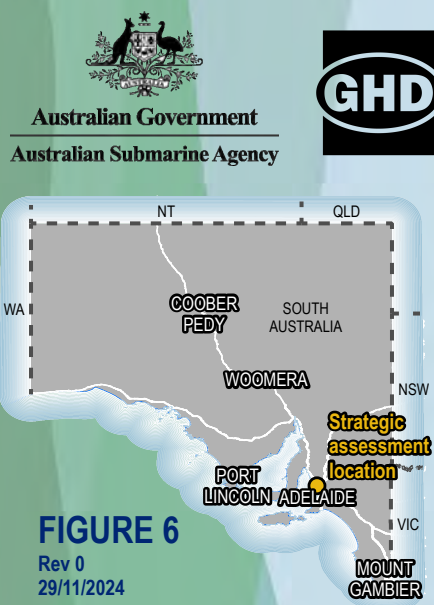 Australian Government
Australian Submarine Agency
GHD
NT
QLD
WA
COOBER
PEDY
SOUTH
AUSTRALIA
WOOMERA
NSW
Strategic
assessment
location
PORT
LINCOLN
ADELAIDE
VIC
MOUNT
GAMBIER
FIGURE 6
Rev 0
29/11/2024